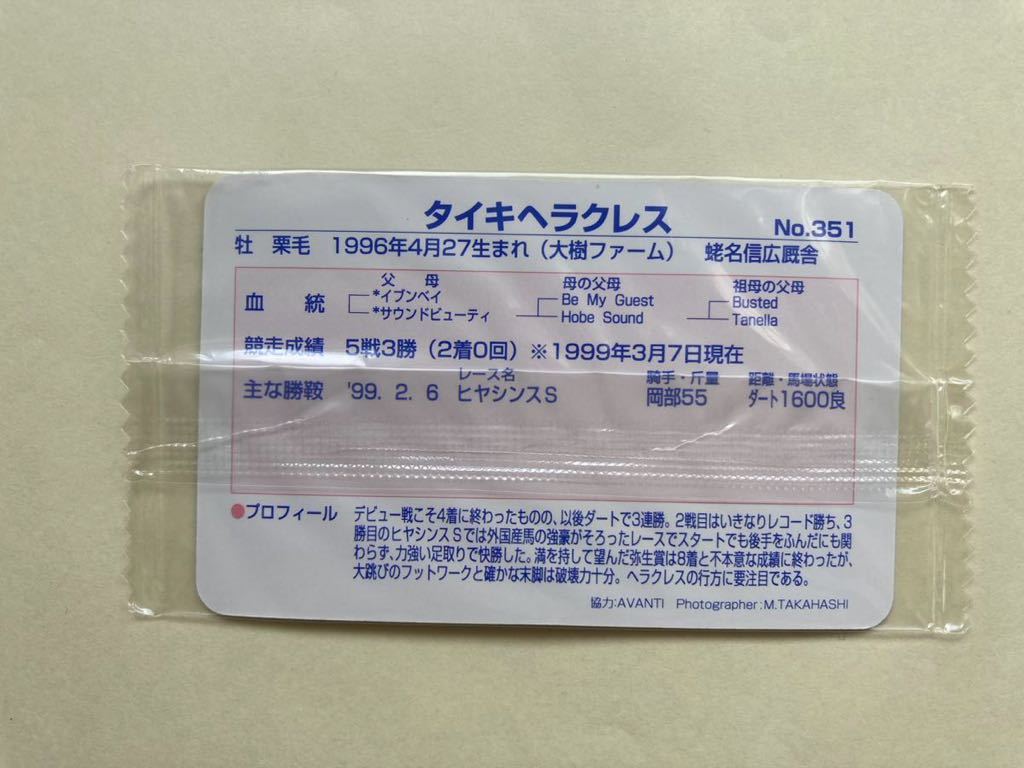 タイキヘラクレス No.351
牡 栗毛 1996年4月27生まれ（大樹ファーム） 蛯名信広厩舎
父 母 母の父母 祖母の父母
血 統 *イブンベイ Be My Guest Busted
*サウンドビューティ Hobe Sound Tanella
競走成績 5戦3勝（2着0回）※1999年3月7日現在
レース名 騎手・斤量 距離・馬場状態
主な勝鞍 '99. 2. 6 ヒヤシンスS 岡部55 ダート1600良
●プロフィール デビュー戦こそ4着に終わったものの、以後ダートで3連勝。2戦目はいきなりレコード勝ち、3
勝目のヒヤシンスSでは外国産馬の強豪がそろったレースでスタートでも後手をふんだにも関
わらず、力強い足取りで快勝した。満を持して望んだ弥生賞は8着と不本意な成績に終わったが、
大跳びのフットワークと確かな末脚は破壊力十分。ヘラクレスの行方に要注目である。
協力:AVANTI Photographer:M.TAKAHASHI